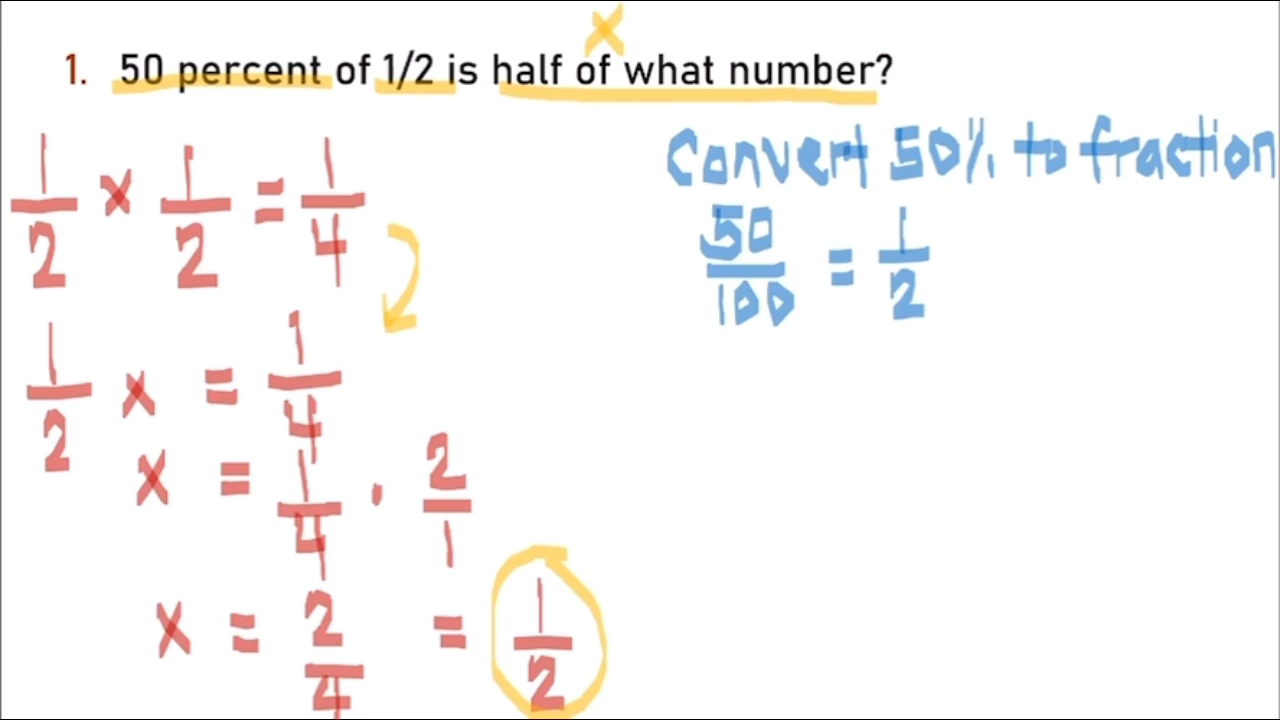 x
1. 50 percent of 1/2 is half of what number?
Convert 50% to fraction
50/100 = 1/2
1/2 x 1/2 = 1/4
1/2 x = 1/4
x = 1/4 · 2/1
x = 2/4 = 1/2